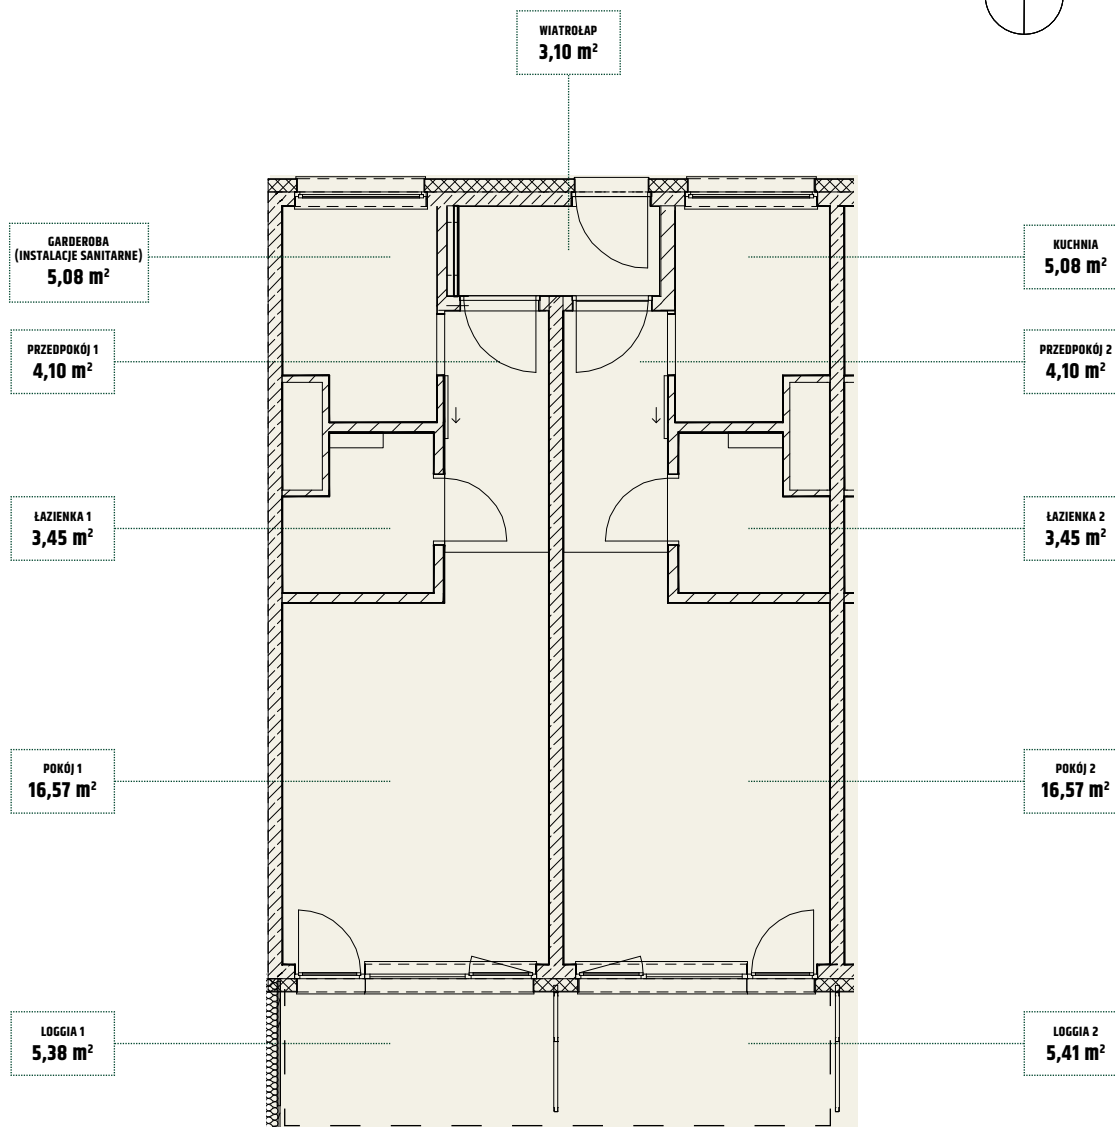 WIATROŁAP
3,10 m²
GARDEROBA
(INSTALACJE SANITARNE)
5,08 m²
KUCHNIA
5,08 m²
PRZEDPOKÓJ 1
4,10 m²
PRZEDPOKÓJ 2
4,10 m²
ŁAZIENKA 1
3,45 m²
ŁAZIENKA 2
3,45 m²
POKÓJ 1
16,57 m²
POKÓJ 2
16,57 m²
LOGGIA 1
5,38 m²
LOGGIA 2
5,41 m²